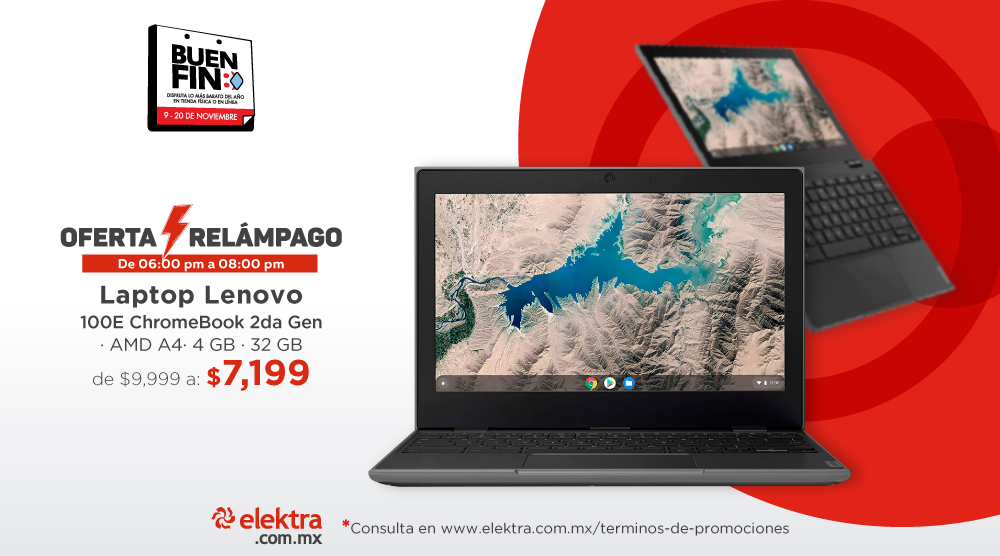 BUEN
FIN
DISFRUTA LO MÁS BARATO DEL AÑO
EN TIENDA FÍSICA O EN LÍNEA
9 - 20 DE NOVIEMBRE
OFERTA RELÁMPAGO
De 06:00 pm a 08:00 pm
Laptop Lenovo
100E ChromeBook 2da Gen
· AMD A4· 4 GB · 32 GB
de $9,999 a: $7,199
12:00
elektra
.com.mx
*Consulta en www.elektra.com.mx/terminos-de-promociones